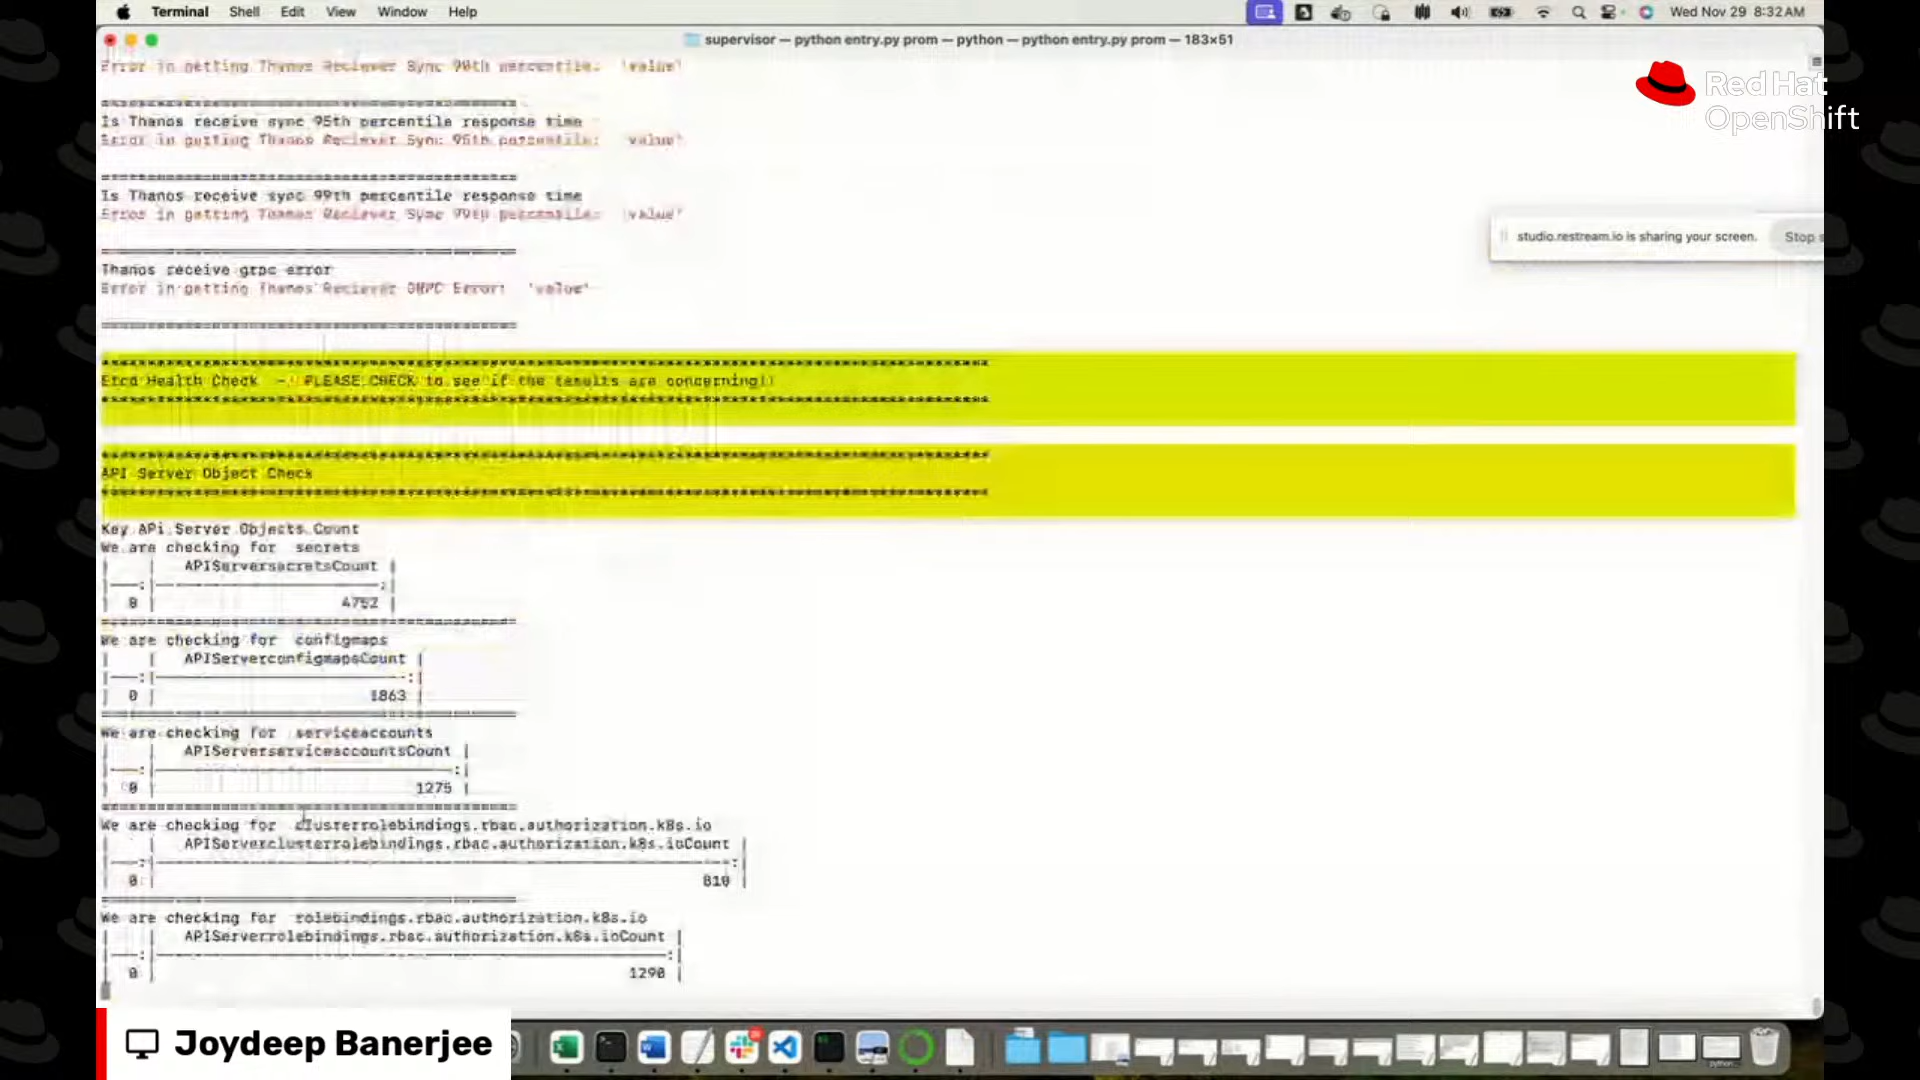 Terminal Shell Edit View Window Help Wed Nov 29 8:32 AM
supervisor — python entry.py prom — python — python entry.py prom — 183×51
Error in getting Thanos Reciever Sync 90th percentile: 'value'
=============================================
Is Thanos receive sync 95th percentile response time
Error in getting Thanos Reciever Sync 95th percentile: 'value'
=============================================
Is Thanos receive sync 99th percentile response time
Error in getting Thanos Reciever Sync 99th percentile: 'value'
=============================================
Thanos receive grpc error
Error in getting Thanos Reciever GRPC Error: 'value'
=============================================
Etcd Health Check - PLEASE CHECK to see if the results are concerning!!
API Server Object Check
Key APi Server Objects Count
We are checking for secrets
| | APIServersecretsCount |
| 0 | 4752 |
=============================================
We are checking for configmaps
| | APIServerconfigmapsCount |
| 0 | 1863 |
=============================================
We are checking for serviceaccounts
| | APIServerserviceaccountsCount |
| 0 | 1275 |
=============================================
We are checking for clusterrolebindings.rbac.authorization.k8s.io
| | APIServerclusterrolebindings.rbac.authorization.k8s.ioCount |
| 0 | 810 |
=============================================
We are checking for rolebindings.rbac.authorization.k8s.io
| | APIServerrolebindings.rbac.authorization.k8s.ioCount |
| 0 | 1290 |
Red Hat
OpenShift
studio.restream.io is sharing your screen. Stop s
Joydeep Banerjee